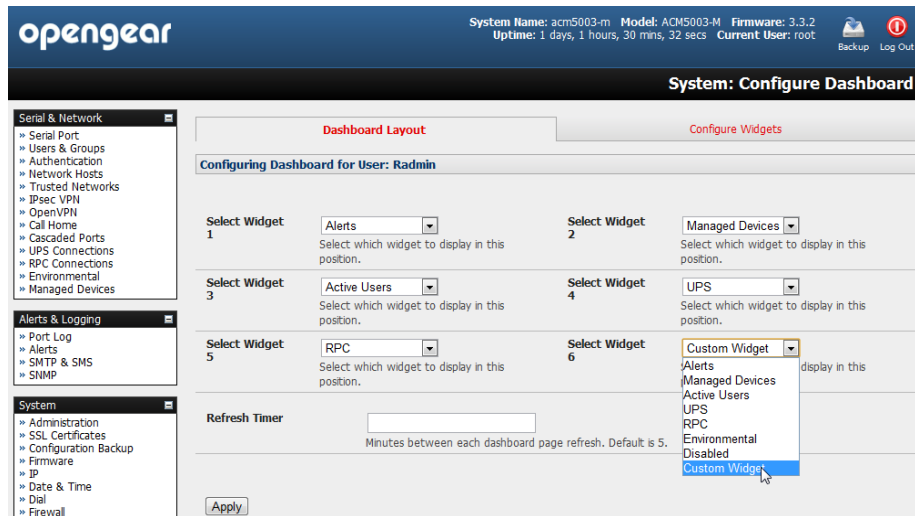 opengear
System Name: acm5003-m Model: ACM5003-M Firmware: 3.3.2
Uptime: 1 days, 1 hours, 30 mins, 32 secs Current User: root
Backup
Log Out
System: Configure Dashboard
Serial & Network
» Serial Port
» Users & Groups
» Authentication
» Network Hosts
» Trusted Networks
» IPsec VPN
» OpenVPN
» Call Home
» Cascaded Ports
» UPS Connections
» RPC Connections
» Environmental
» Managed Devices
Alerts & Logging
» Port Log
» Alerts
» SMTP & SMS
» SNMP
System
» Administration
» SSL Certificates
» Configuration Backup
» Firmware
» IP
» Date & Time
» Dial
» Firewall
Dashboard Layout
Configure Widgets
Configuring Dashboard for User: Radmin
Select Widget
1
Alerts
Select which widget to display in this
position.
Select Widget
2
Managed Devices
Select which widget to display in this
position.
Select Widget
3
Active Users
Select which widget to display in this
position.
Select Widget
4
UPS
Select which widget to display in this
position.
Select Widget
5
RPC
Select which widget to display in this
position.
Select Widget
6
Custom Widget
display in this
Alerts
Managed Devices
Active Users
UPS
RPC
Environmental
Disabled
Custom Widget
Refresh Timer
Minutes between each dashboard page refresh. Default is 5.
Apply